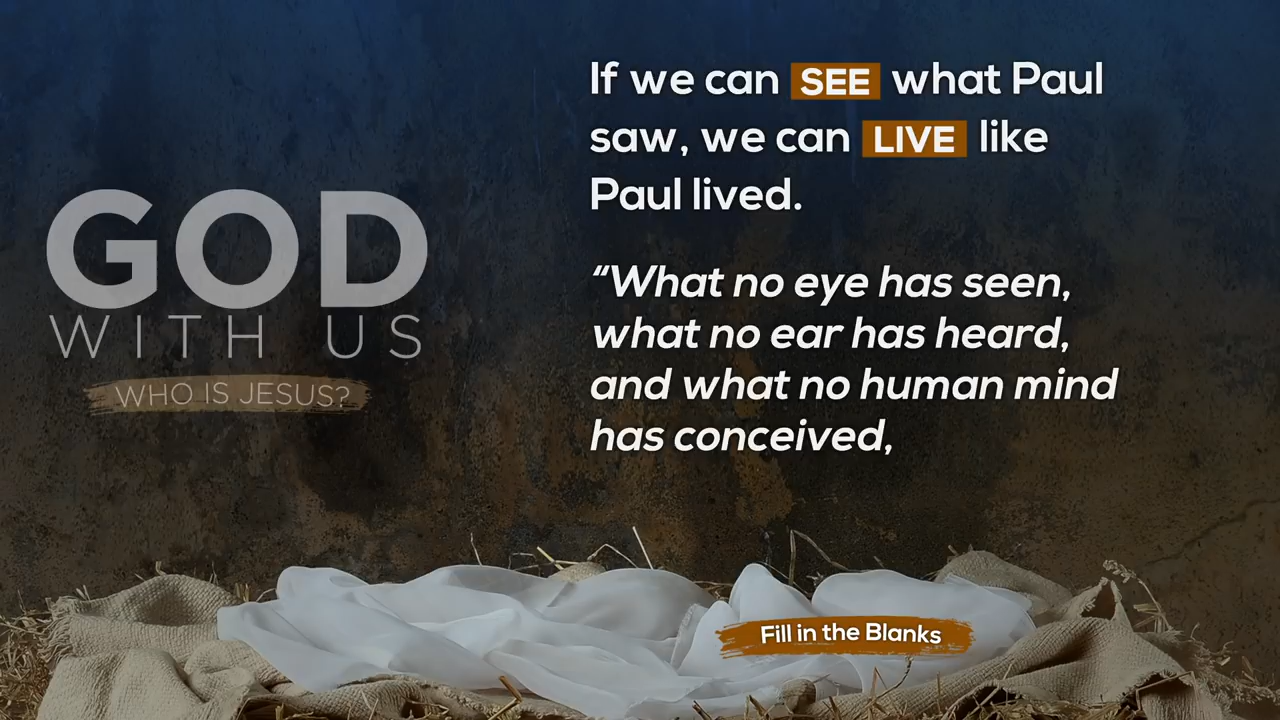 GOD
WITH US
WHO IS JESUS?
If we can SEE what Paul
saw, we can LIVE like
Paul lived.
“What no eye has seen,
what no ear has heard,
and what no human mind
has conceived,
Fill in the Blanks